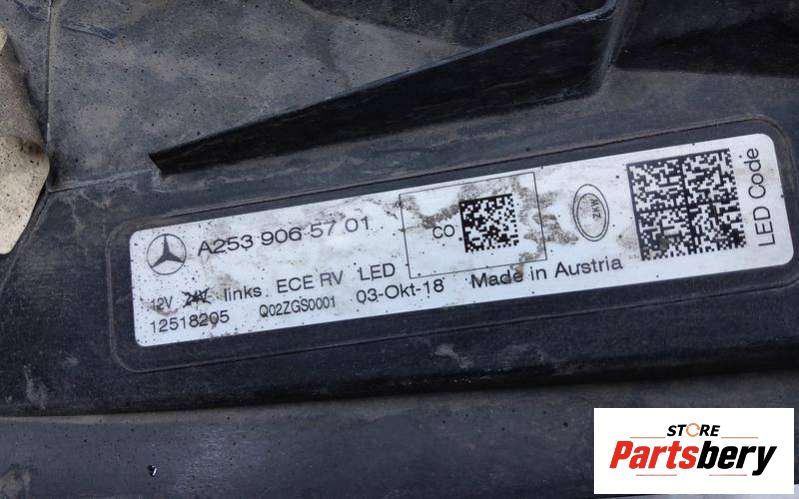 A253 906 57 01
CO
ZKW
LED Code
12V 24V links ECE RV LED
12518205 Q02ZGS0001 03-Okt-18 Made in Austria
STORE
Partsbery